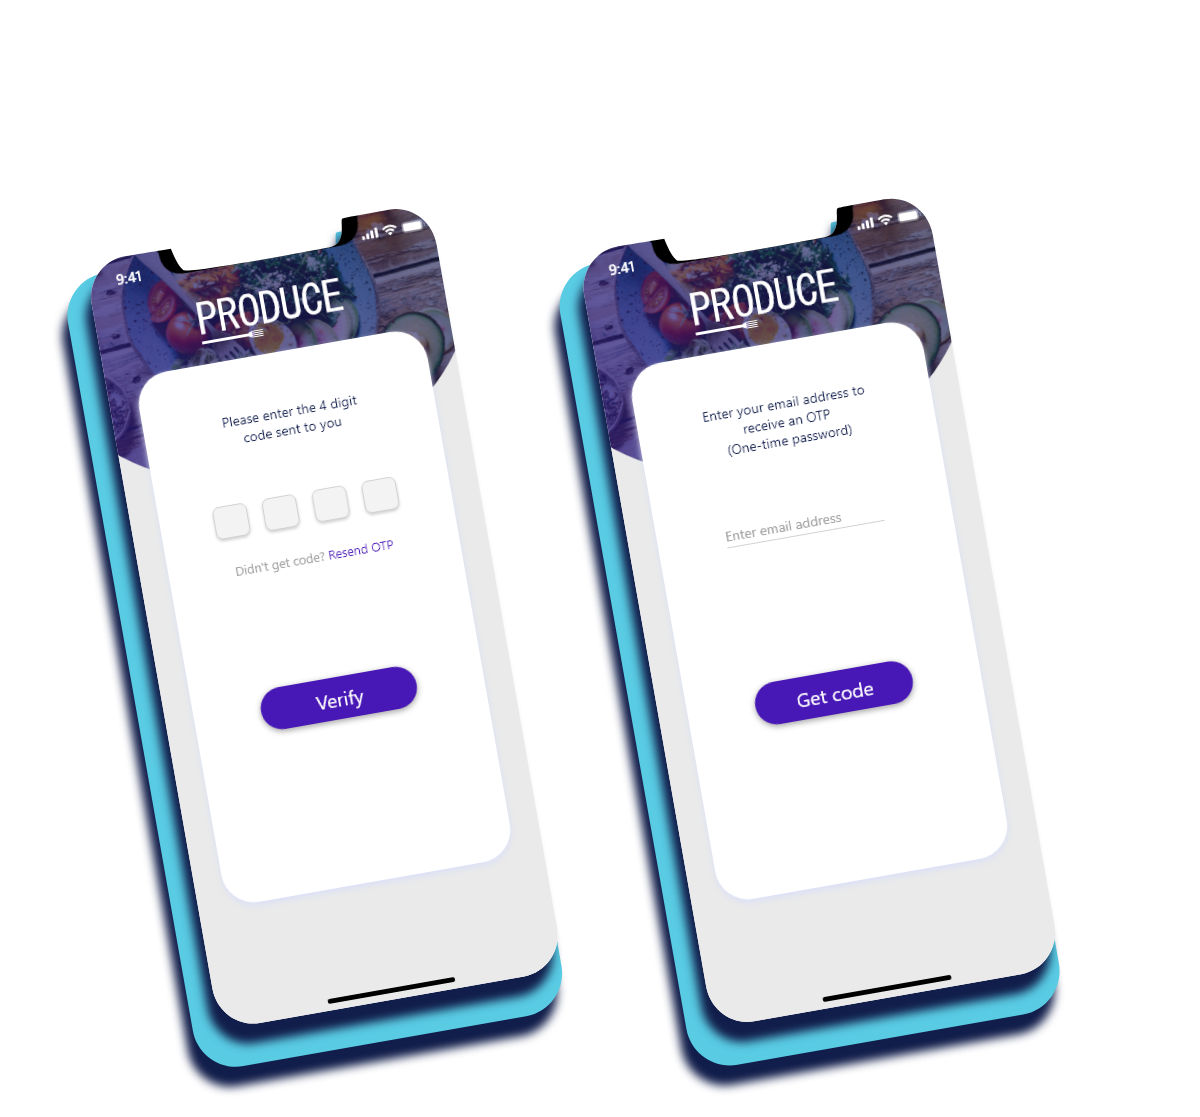 9:41
PRODUCE
Please enter the 4 digit
code sent to you
Didn't get code? Resend OTP
Verify
9:41
PRODUCE
Enter your email address to
receive an OTP
(One-time password)
Enter email address
Get code